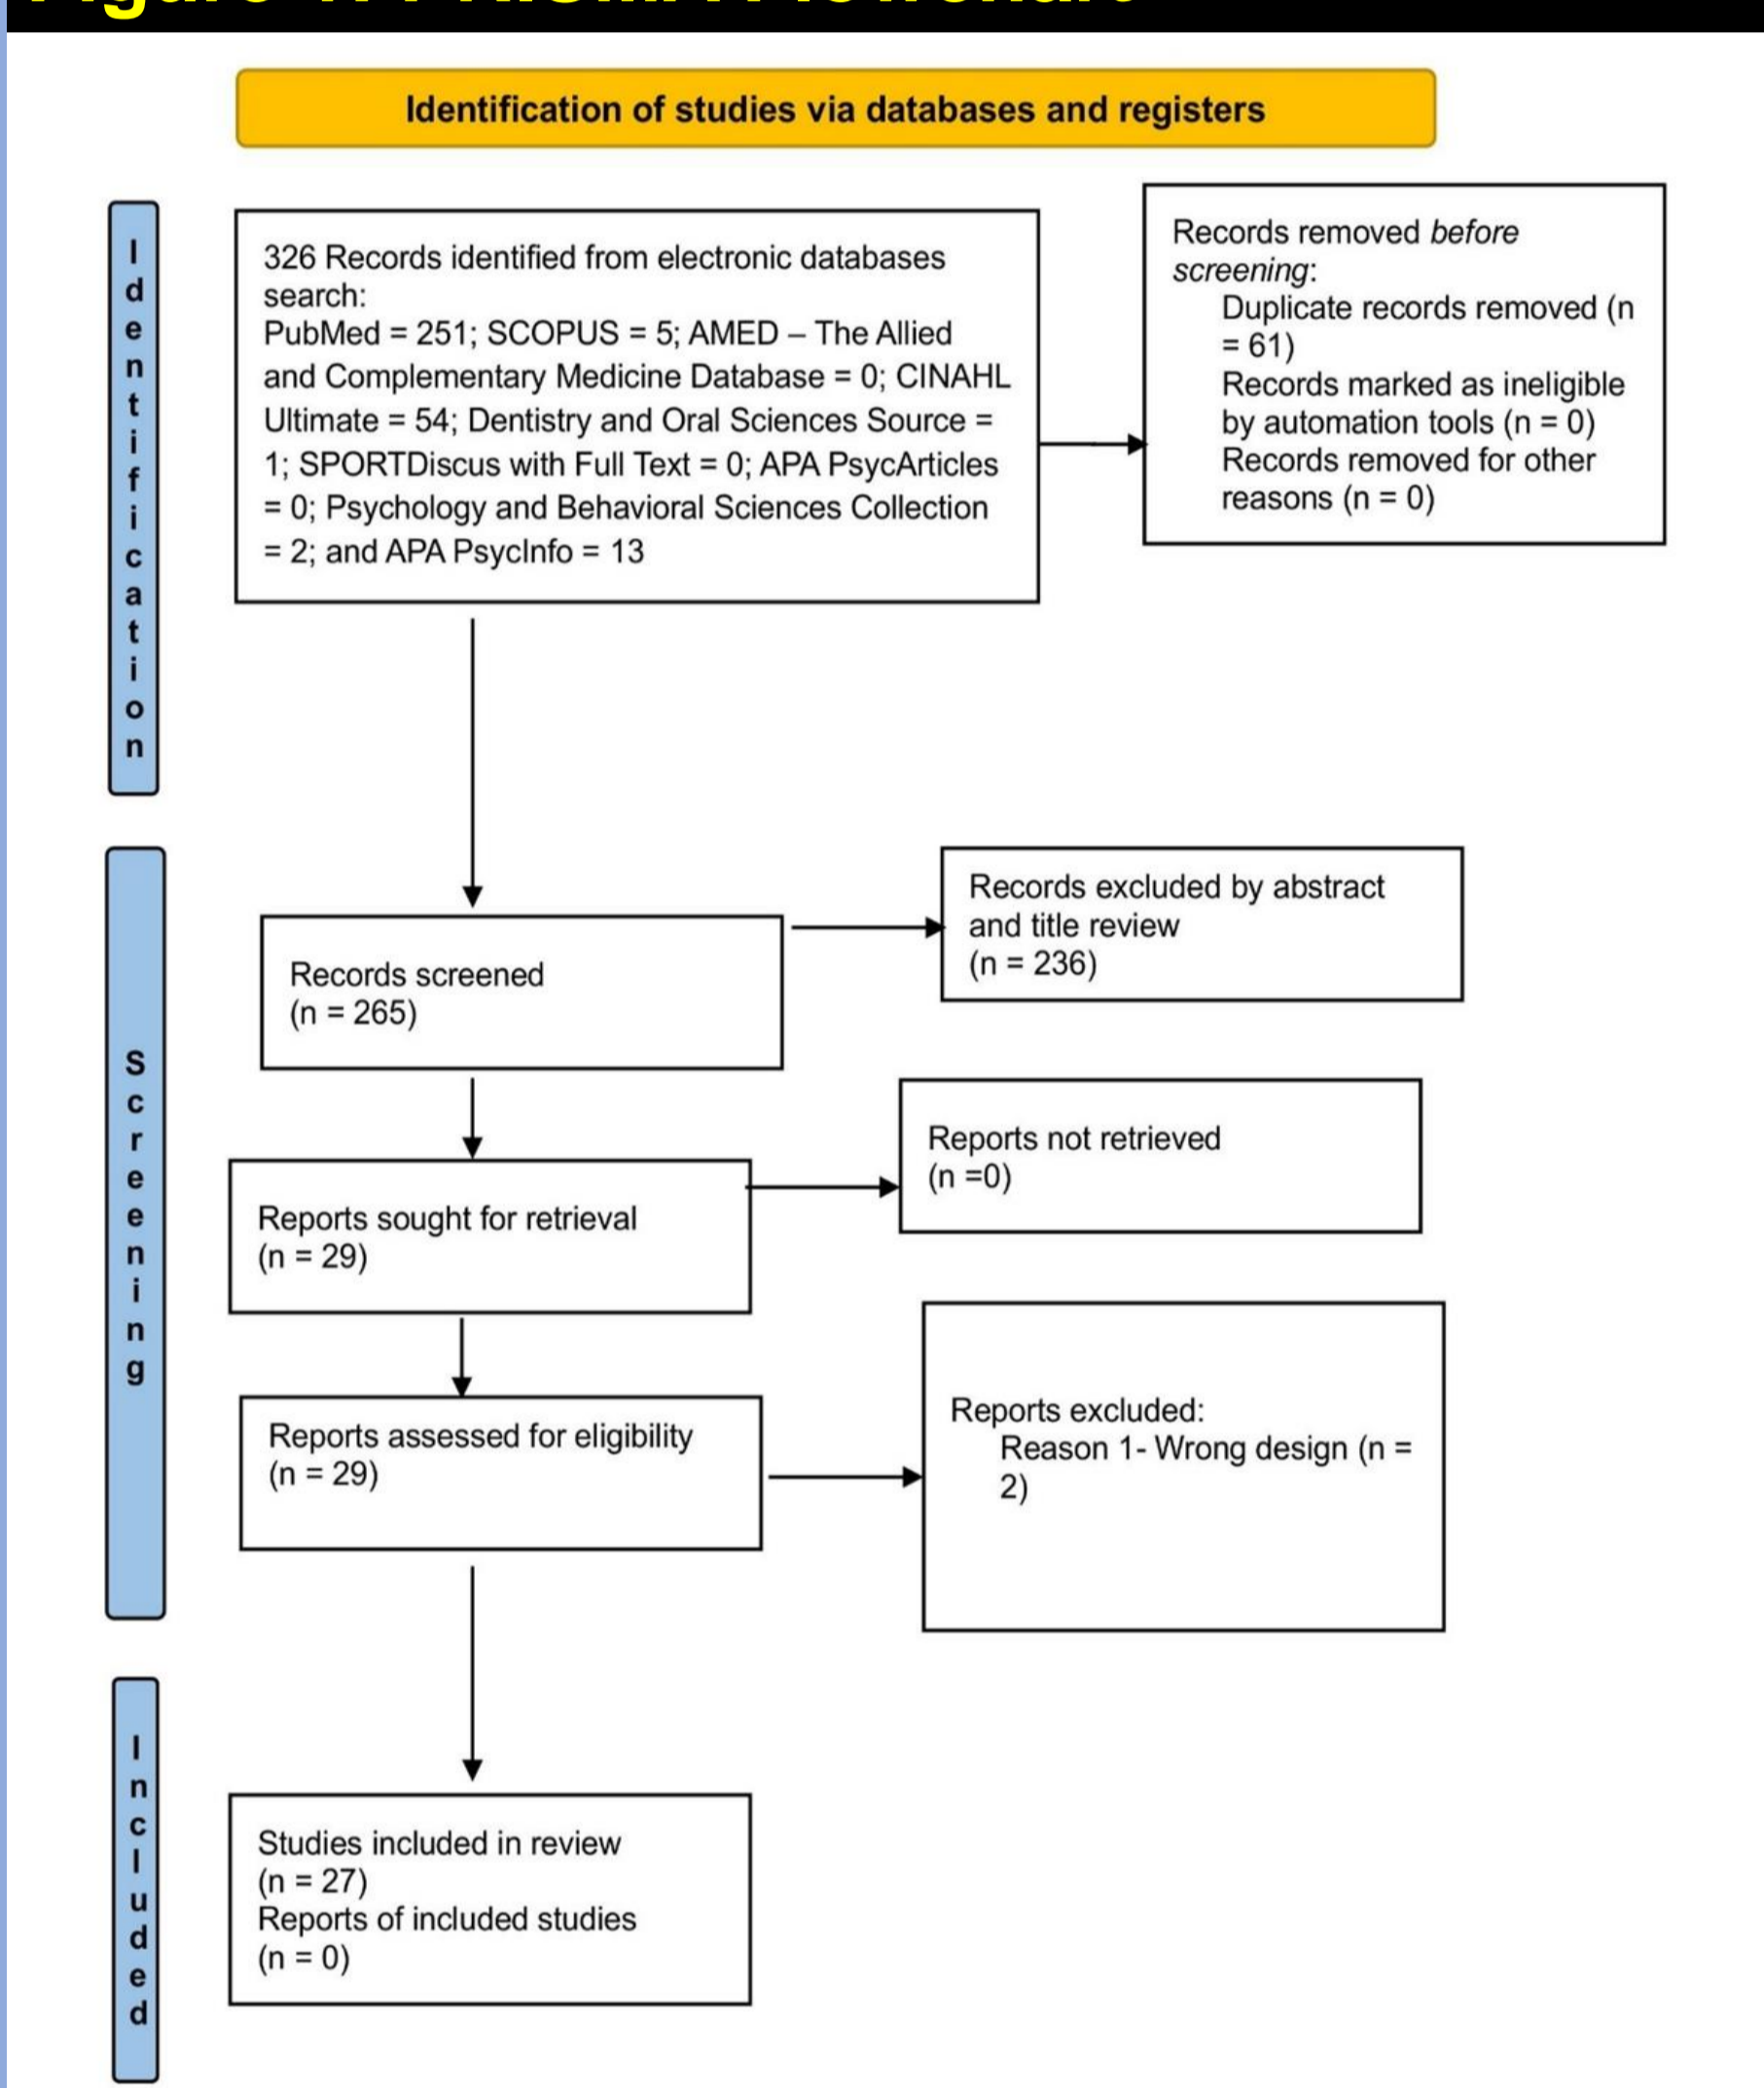 Identification of studies via databases and registers
Identification
326 Records identified from electronic databases
search:
PubMed = 251; SCOPUS = 5; AMED – The Allied
and Complementary Medicine Database = 0; CINAHL
Ultimate = 54; Dentistry and Oral Sciences Source =
1; SPORTDiscus with Full Text = 0; APA PsycArticles
= 0; Psychology and Behavioral Sciences Collection
= 2; and APA PsycInfo = 13
Records removed before
screening:
Duplicate records removed (n
= 61)
Records marked as ineligible
by automation tools (n = 0)
Records removed for other
reasons (n = 0)
Screening
Records screened
(n = 265)
Records excluded by abstract
and title review
(n = 236)
Reports sought for retrieval
(n = 29)
Reports not retrieved
(n =0)
Reports assessed for eligibility
(n = 29)
Reports excluded:
Reason 1- Wrong design (n =
2)
Included
Studies included in review
(n = 27)
Reports of included studies
(n = 0)